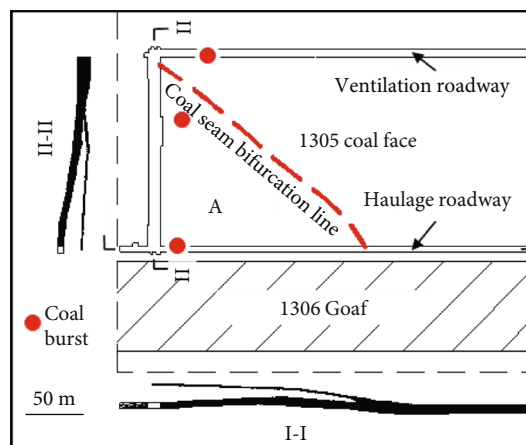 II
Ventilation roadway
Coal seam bifurcation line
1305 coal face
II-II
A
Haulage roadway
II
1306 Goaf
Coal
burst
50 m
I-I